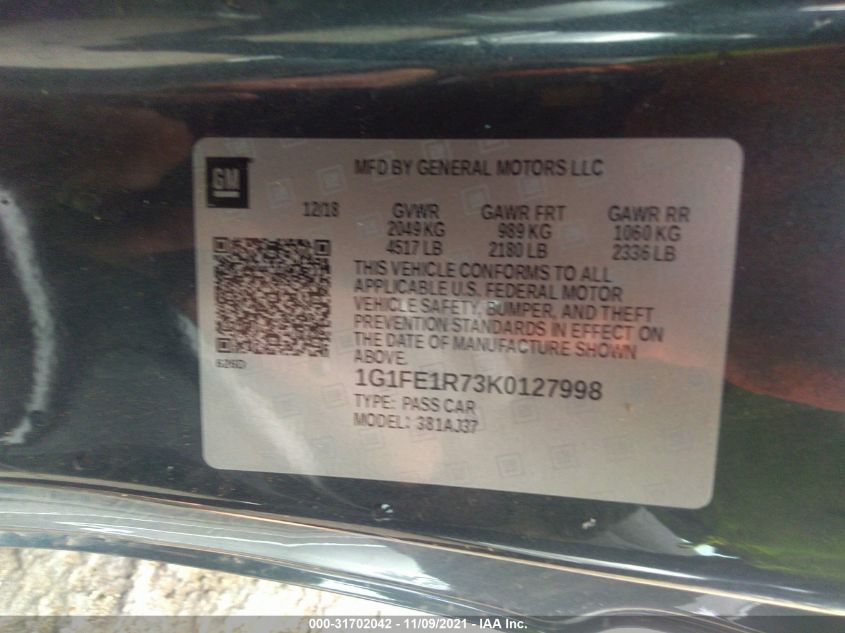 GM
MFD BY GENERAL MOTORS LLC
12/18 GVWR GAWR FRT GAWR RR
2049 KG 989 KG 1060 KG
4517 LB 2180 LB 2336 LB
THIS VEHICLE CONFORMS TO ALL
APPLICABLE U.S. FEDERAL MOTOR
VEHICLE SAFETY, BUMPER, AND THEFT
PREVENTION STANDARDS IN EFFECT ON
THE DATE OF MANUFACTURE SHOWN
ABOVE.
626D
1G1FE1R73K0127998
TYPE: PASS CAR
MODEL: 381AJ37
000-31702042 - 11/09/2021 - IAA Inc.